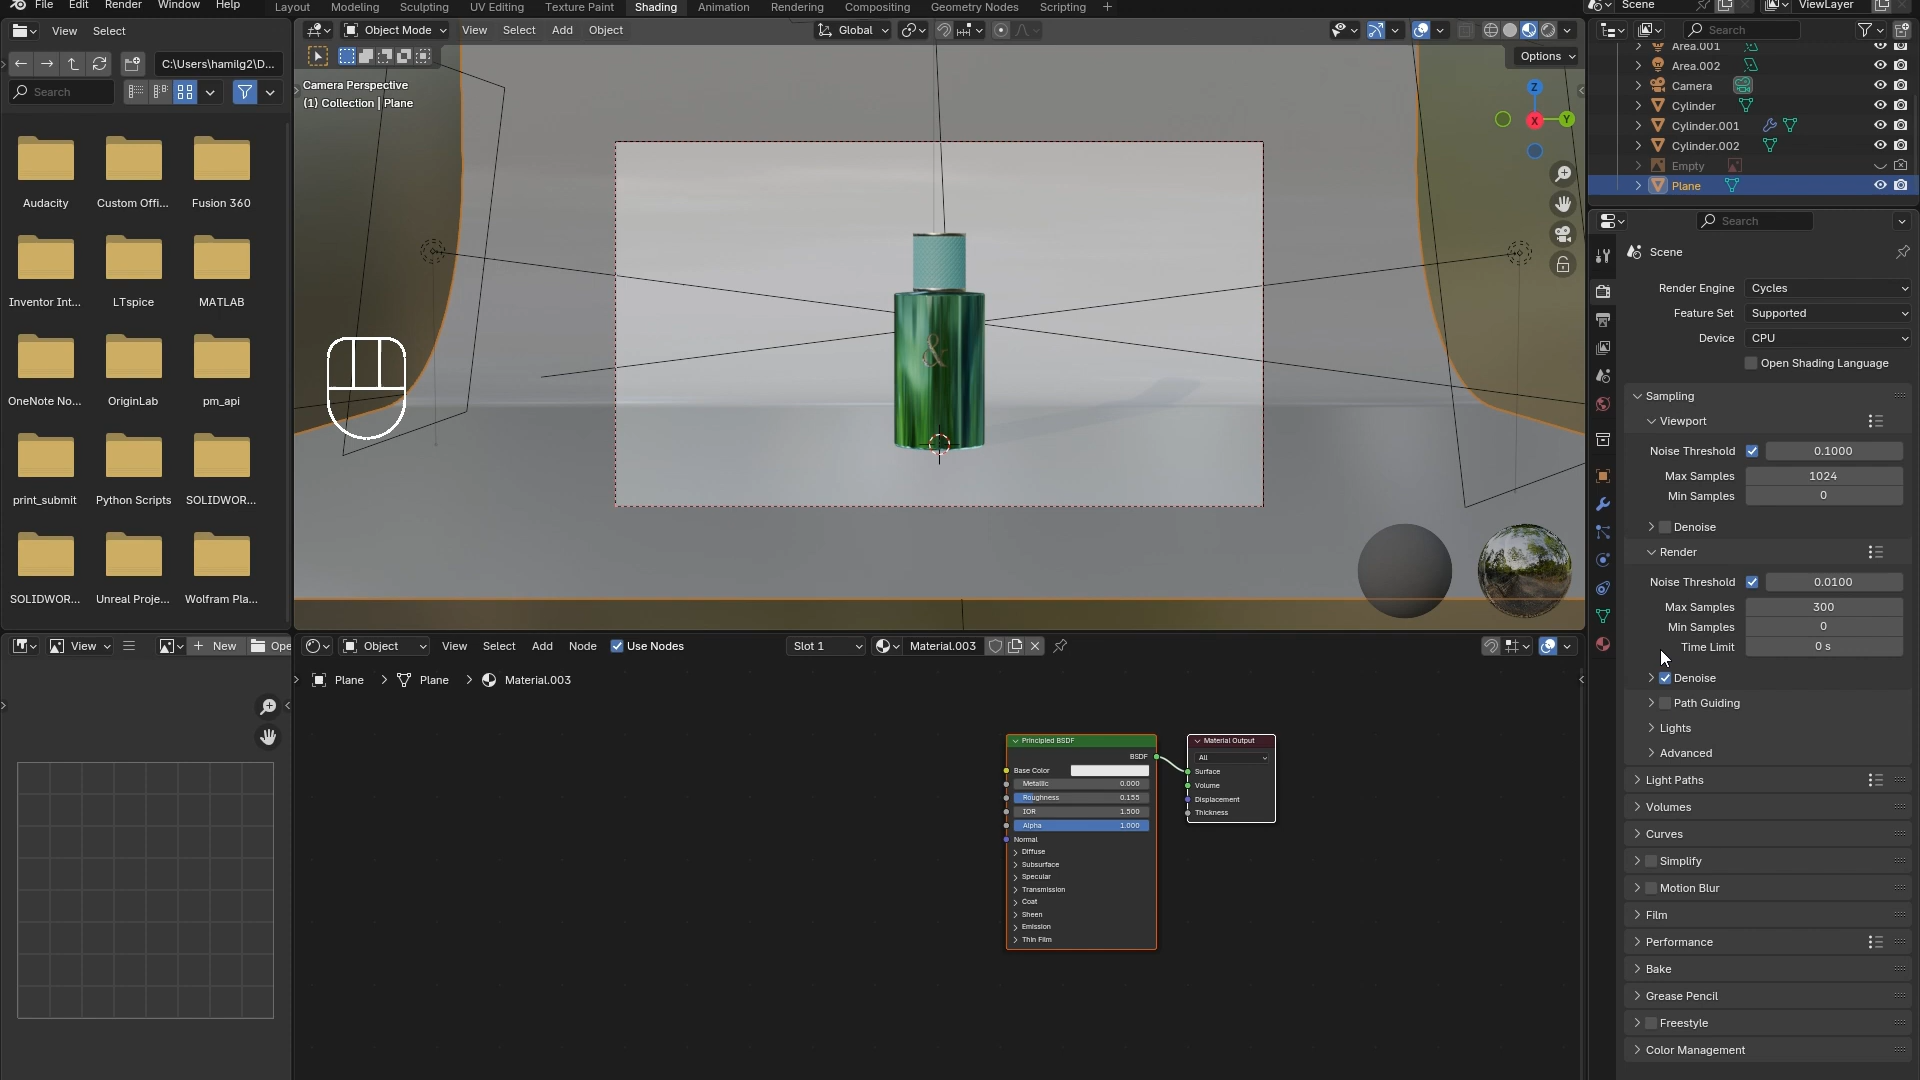 File Edit Render Window Help Layout Modeling Sculpting UV Editing Texture Paint Shading Animation Rendering Compositing Geometry Nodes Scripting Scene ViewLayer
View Select
Object Mode View Select Add Object Global
Search
C:\Users\hamilg2\D...
Options
Search
Camera Perspective
(1) Collection | Plane
Z
X
Y
&
Audacity Custom Offi... Fusion 360
Inventor Int... LTspice MATLAB
OneNote No... OriginLab pm_api
print_submit Python Scripts SOLIDWOR...
SOLIDWOR... Unreal Proje... Wolfram Pla...
Area.001
Area.002
Camera
Cylinder
Cylinder.001
Cylinder.002
Empty
Plane
Search
Scene
Render Engine Cycles
Feature Set Supported
Device CPU
Open Shading Language
Sampling
Viewport
Noise Threshold 0.1000
Max Samples 1024
Min Samples 0
Denoise
Render
Noise Threshold 0.0100
Max Samples 300
Min Samples 0
Time Limit 0 s
Denoise
Path Guiding
Lights
Advanced
Light Paths
Volumes
Curves
Simplify
Motion Blur
Film
Performance
Bake
Grease Pencil
Freestyle
Color Management
View New Ope
Object View Select Add Node Use Nodes Slot 1 Material.003
Plane Plane Material.003
Principled BSDF
BSDF
Base Color
Metallic 0.000
Roughness 0.155
IOR 1.500
Alpha 1.000
Normal
Diffuse
Subsurface
Specular
Transmission
Coat
Sheen
Emission
Thin Film
Material Output
All
Surface
Volume
Displacement
Thickness